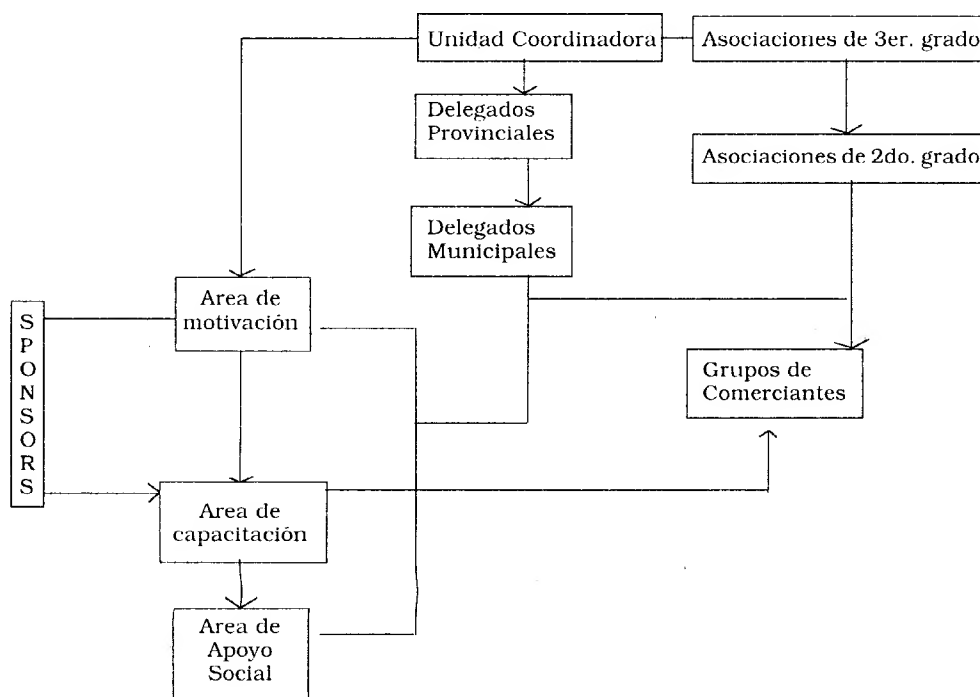 Unidad Coordinadora
Asociaciones de 3er. grado
Delegados
Provinciales
Asociaciones de 2do. grado
Delegados
Municipales
Area de
motivación
SPONSORS
Grupos de
Comerciantes
Area de
capacitación
Area de
Apoyo
Social